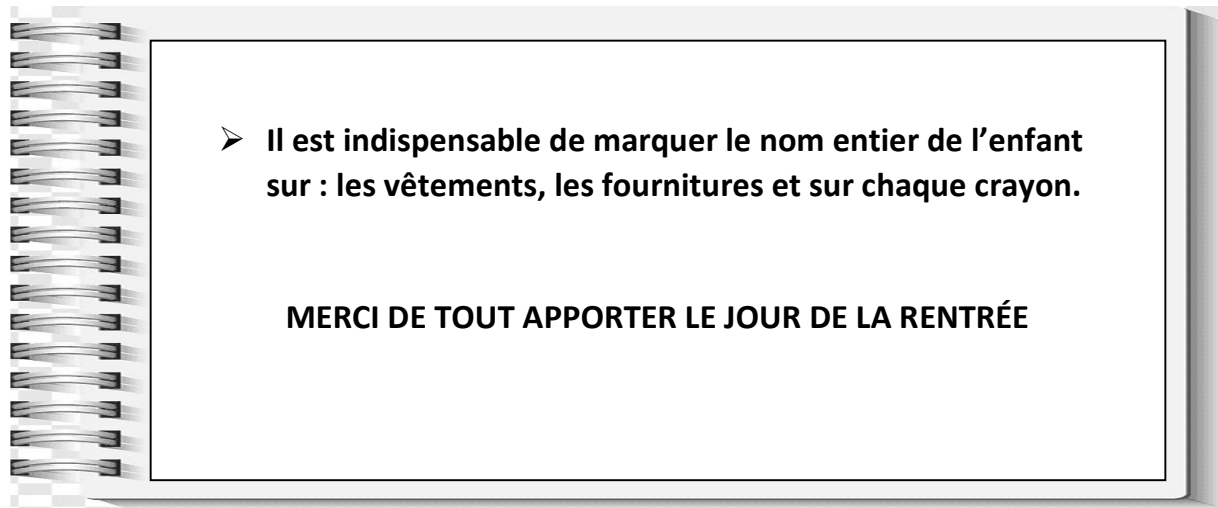 ➢ Il est indispensable de marquer le nom entier de l’enfant
sur : les vêtements, les fournitures et sur chaque crayon.
MERCI DE TOUT APPORTER LE JOUR DE LA RENTRÉE